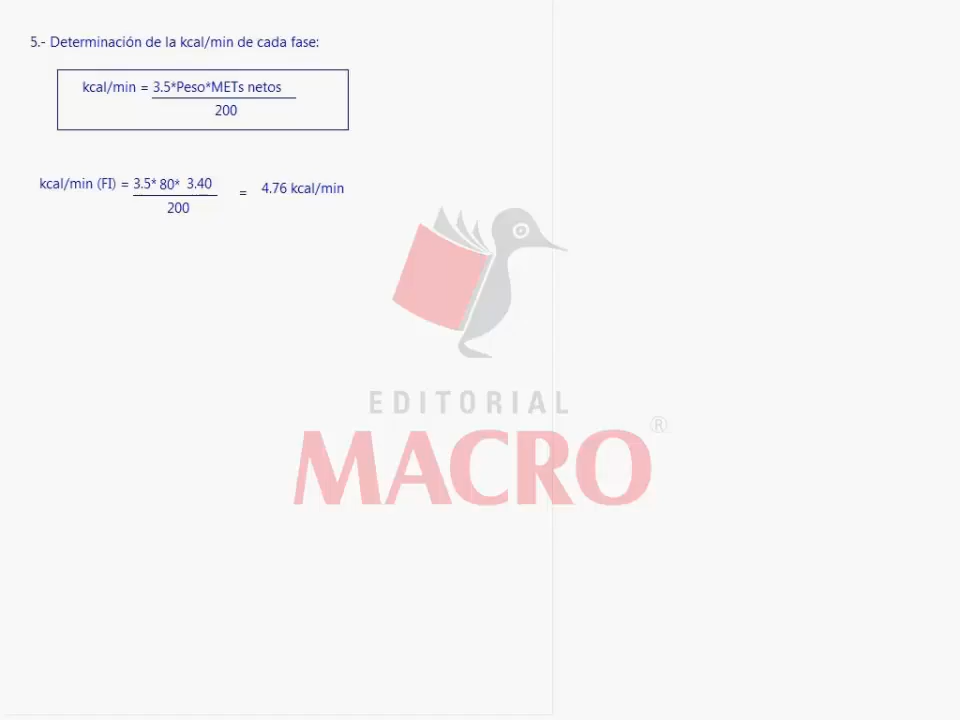 5.- Determinación de la kcal/min de cada fase:
kcal/min = 3.5*Peso*METs netos
200
kcal/min (FI) = 3.5* 80* 3.40
200
= 4.76 kcal/min
EDITORIAL
MACRO®